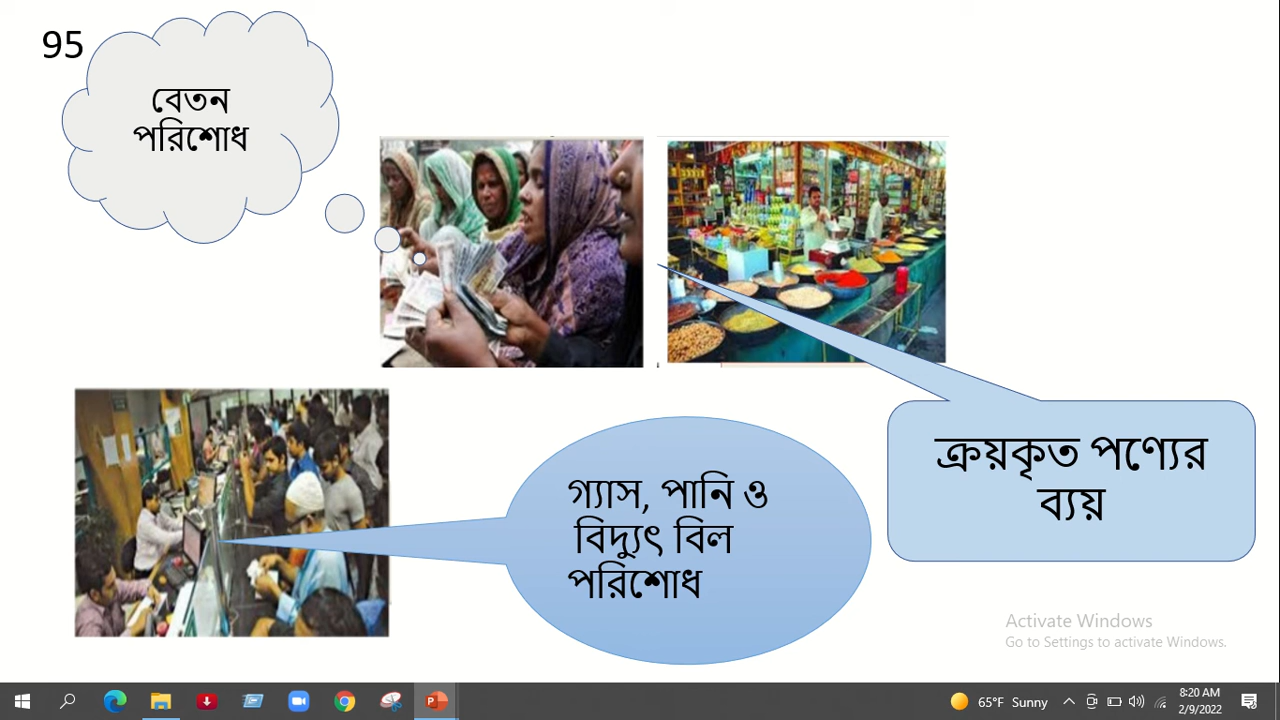 95
বেতন
পরিশোধ
ক্রয়কৃত পণ্যের
ব্যয়
গ্যাস, পানি ও
বিদ্যুৎ বিল
পরিশোধ
Activate Windows
Go to Settings to activate Windows.
65°F Sunny
8:20 AM
2/9/2022